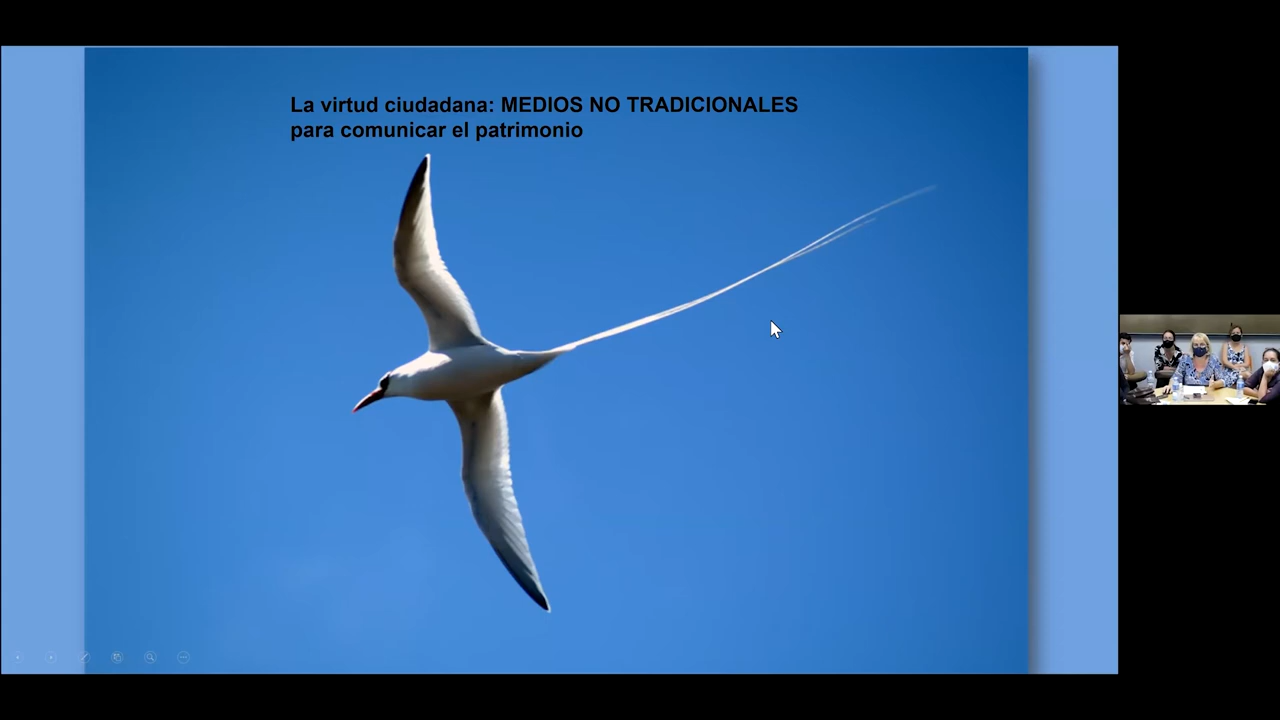 La virtud ciudadana: MEDIOS NO TRADICIONALES
para comunicar el patrimonio